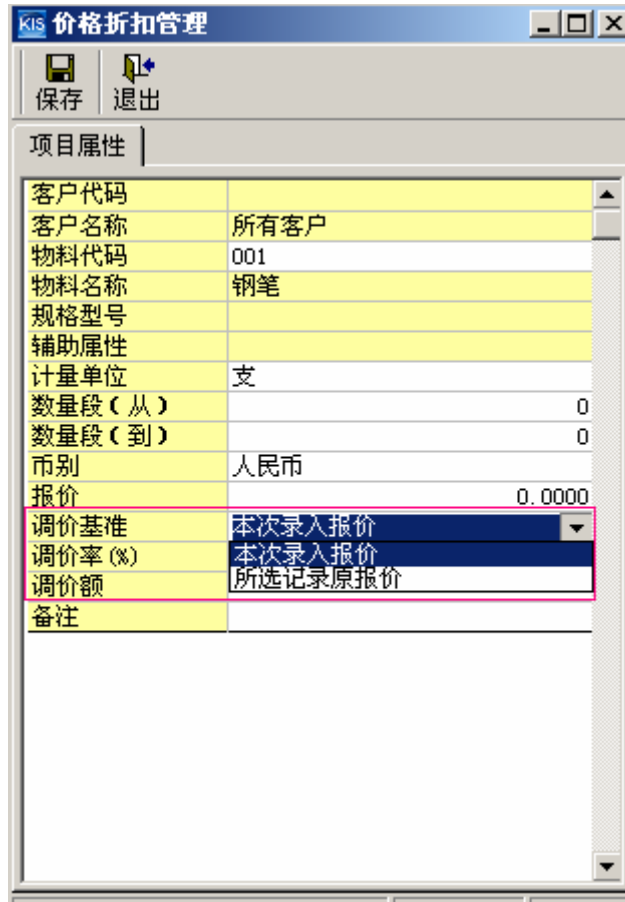 KIS 价格折扣管理
保存 退出
项目属性
客户代码
客户名称 所有客户
物料代码 001
物料名称 钢笔
规格型号
辅助属性
计量单位 支
数量段(从) 0
数量段(到) 0
币别 人民币
报价 0.0000
调价基准 本次录入报价
调价率(%) 本次录入报价
调价额 所选记录原报价
备注